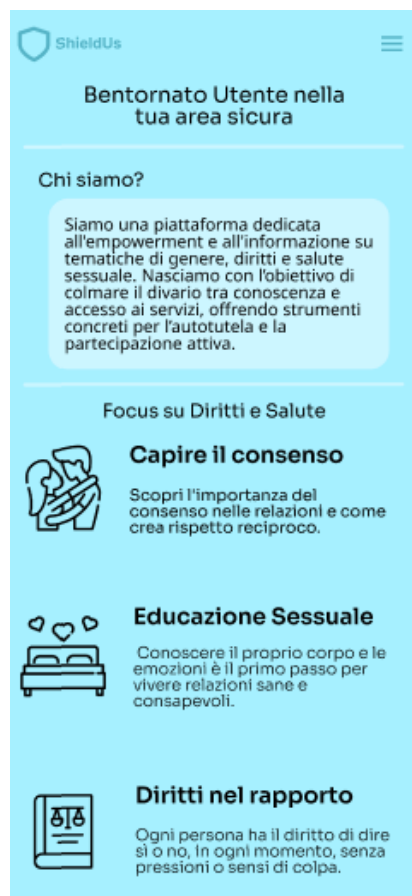 ShieldUs
Bentornato Utente nella
tua area sicura
Chi siamo?
Siamo una piattaforma dedicata
all'empowerment e all'informazione su
tematiche di genere, diritti e salute
sessuale. Nasciamo con l'obiettivo di
colmare il divario tra conoscenza e
accesso ai servizi, offrendo strumenti
concreti per l'autotutela e la
partecipazione attiva.
Focus su Diritti e Salute
Capire il consenso
Scopri l'importanza del
consenso nelle relazioni e come
crea rispetto reciproco.
Educazione Sessuale
Conoscere il proprio corpo e le
emozioni è il primo passo per
vivere relazioni sane e
consapevoli.
Diritti nel rapporto
Ogni persona ha il diritto di dire
sì o no, in ogni momento, senza
pressioni o sensi di colpa.